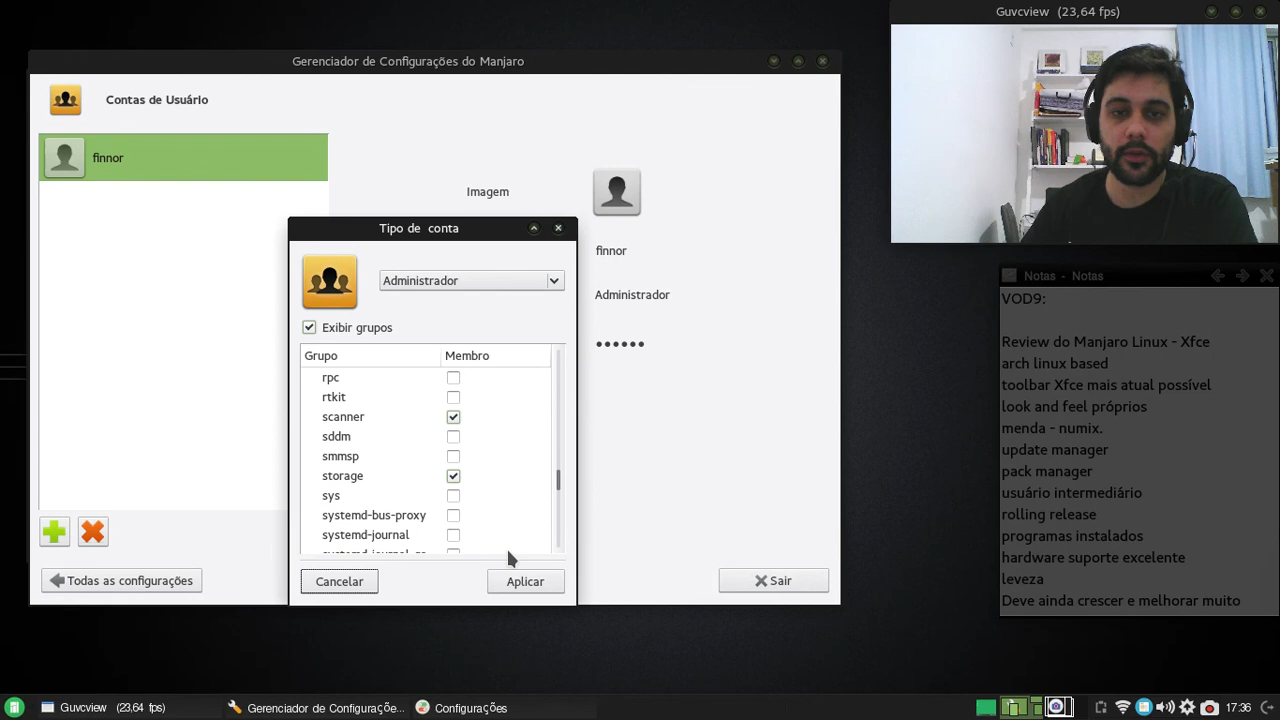 Guvcview (23,64 fps)
Gerenciador de Configurações do Manjaro
Contas de Usuário
finnor
Imagem
finnor
Administrador
Tipo de conta
Administrador
Exibir grupos
Grupo Membro
rpc
rtkit
scanner
sddm
smmsp
storage
sys
systemd-bus-proxy
systemd-journal
Cancelar
Aplicar
Todas as configurações
Sair
Notas - Notas
VOD9:
Review do Manjaro Linux - Xfce
arch linux based
toolbar Xfce mais atual possível
look and feel próprios
menda - numix.
update manager
pack manager
usuário intermediário
rolling release
programas instalados
hardware suporte excelente
leveza
Deve ainda crescer e melhorar muito
Guvcview (23,64 fps)
Gerenciador de Configuraçõe...
Configurações
17:36